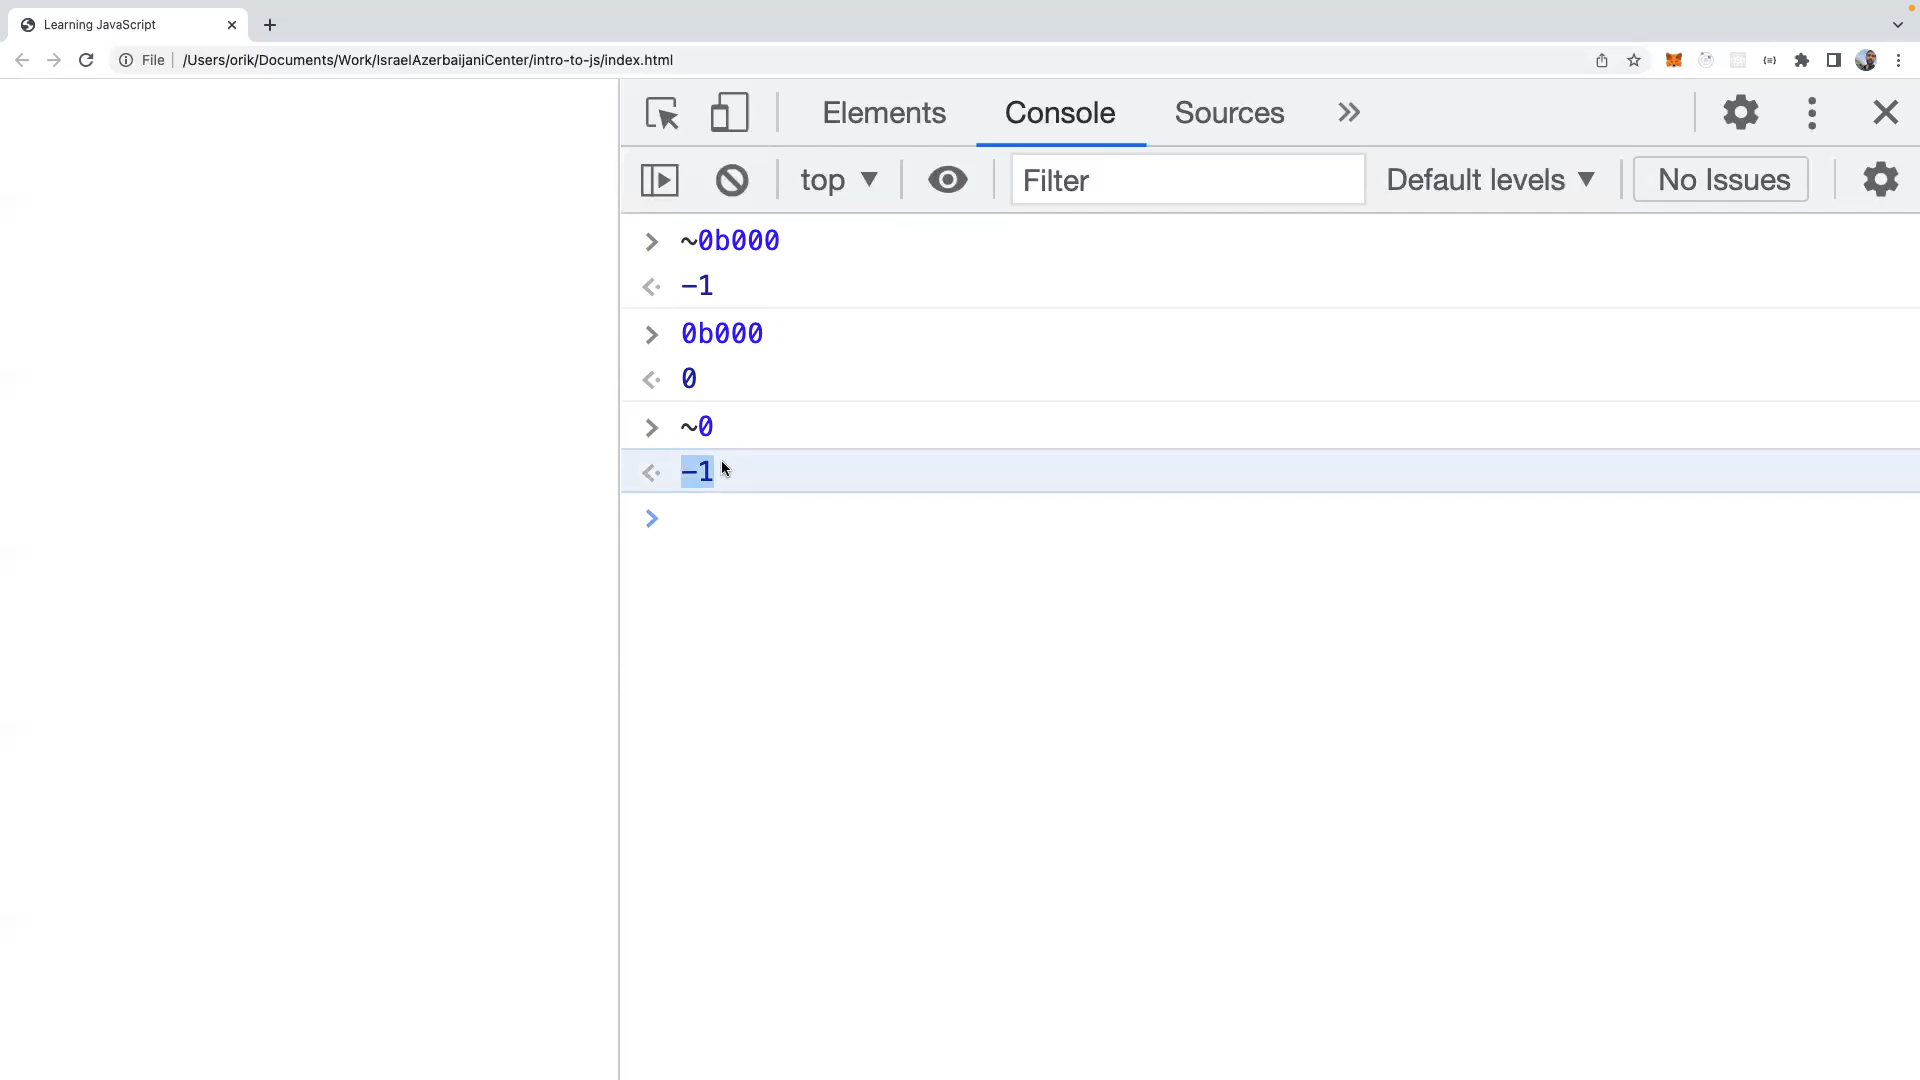 Learning JavaScript
File /Users/orik/Documents/Work/IsraelAzerbaijaniCenter/intro-to-js/index.html
Elements Console Sources
top Filter Default levels No Issues
~0b000
-1
0b000
0
~0
-1